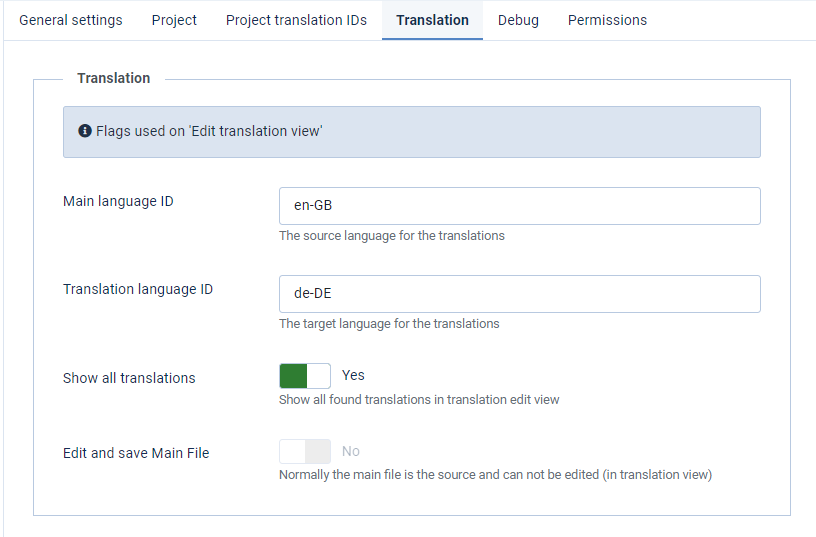 General settings Project Project translation IDs Translation Debug Permissions
Translation
Flags used on 'Edit translation view'
Main language ID
en-GB
The source language for the translations
Translation language ID
de-DE
The target language for the translations
Show all translations
Yes
Show all found translations in translation edit view
Edit and save Main File
No
Normally the main file is the source and can not be edited (in translation view)